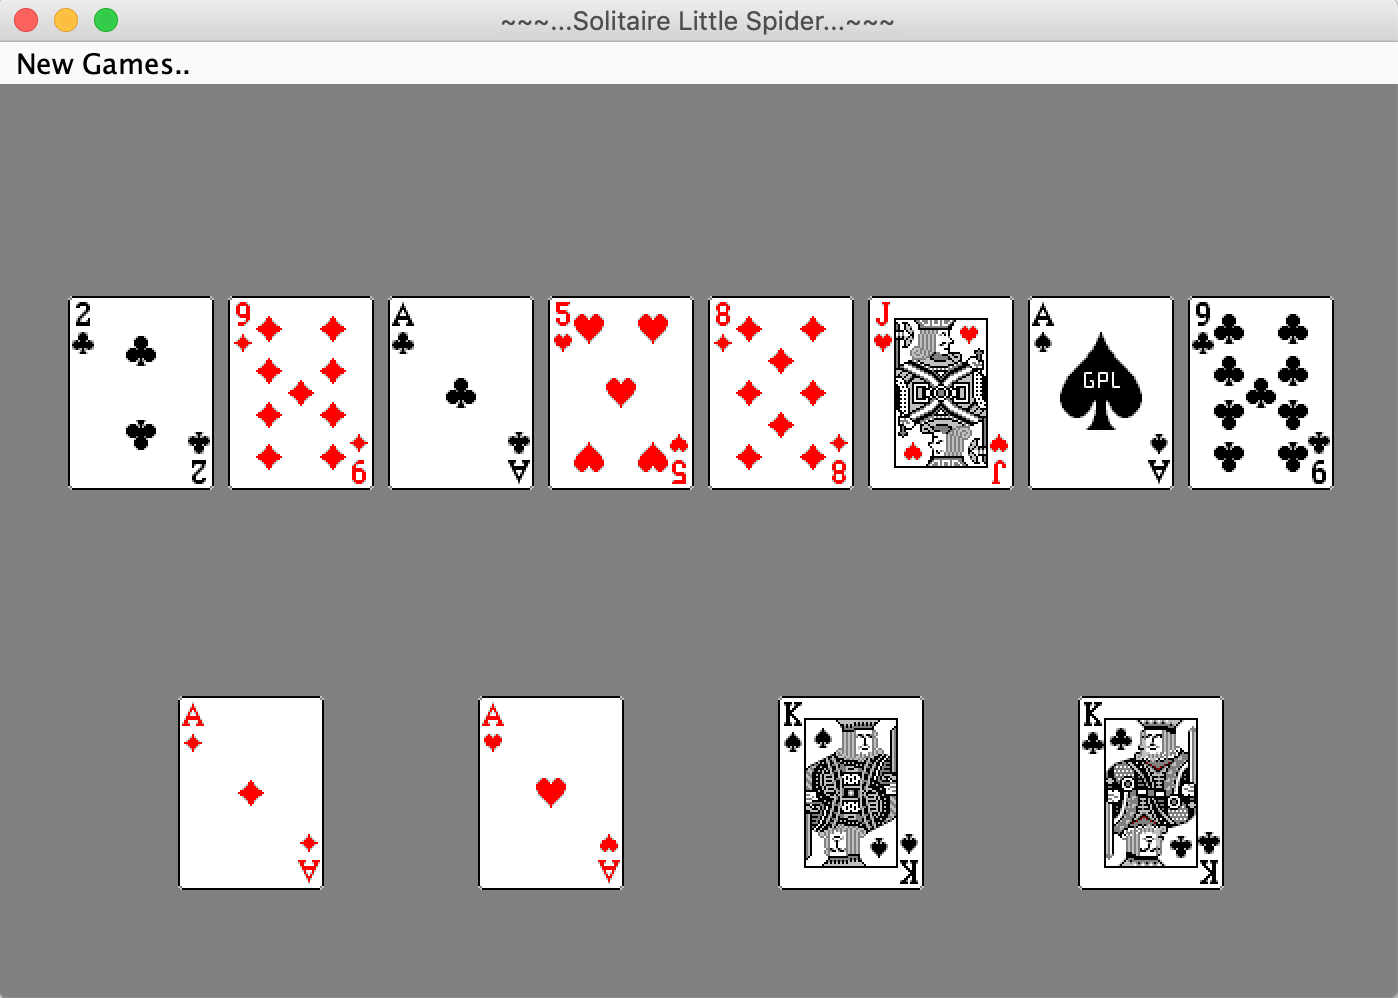 ~~~...Solitaire Little Spider...~~~
New Games..
2 9 A 5 8 J A 9
GPL
2 9 A 5 8 J A 9
A A K K
A A K K